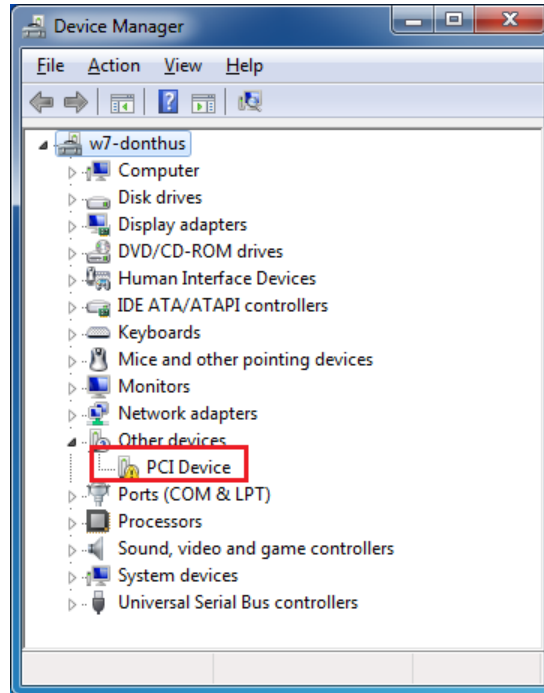 Device Manager
File Action View Help
w7-donthus
Computer
Disk drives
Display adapters
DVD/CD-ROM drives
Human Interface Devices
IDE ATA/ATAPI controllers
Keyboards
Mice and other pointing devices
Monitors
Network adapters
Other devices
PCI Device
Ports (COM & LPT)
Processors
Sound, video and game controllers
System devices
Universal Serial Bus controllers